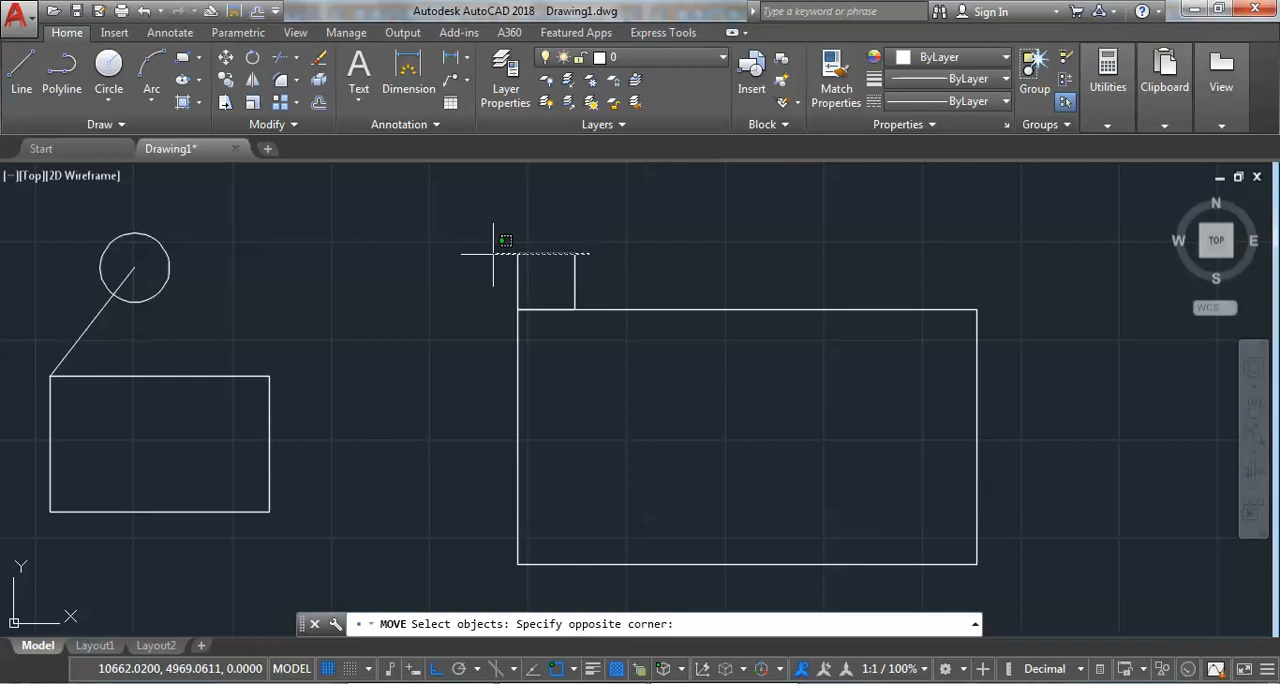 Autodesk AutoCAD 2018 Drawing1.dwg
Type a keyword or phrase
Sign In
Home Insert Annotate Parametric View Manage Output Add-ins A360 Featured Apps Express Tools
Line Polyline Circle Arc
Text Dimension
Layer Properties
0
Insert
Match Properties
ByLayer
ByLayer
ByLayer
Group
Utilities Clipboard View
Draw Modify Annotation Layers Block Properties Groups
Start Drawing1*
[−][Top][2D Wireframe]
N
W TOP E
S
WCS
Y
X
MOVE Select objects: Specify opposite corner:
Model Layout1 Layout2
10662.0200, 4969.0611, 0.0000 MODEL 1:1 / 100% Decimal